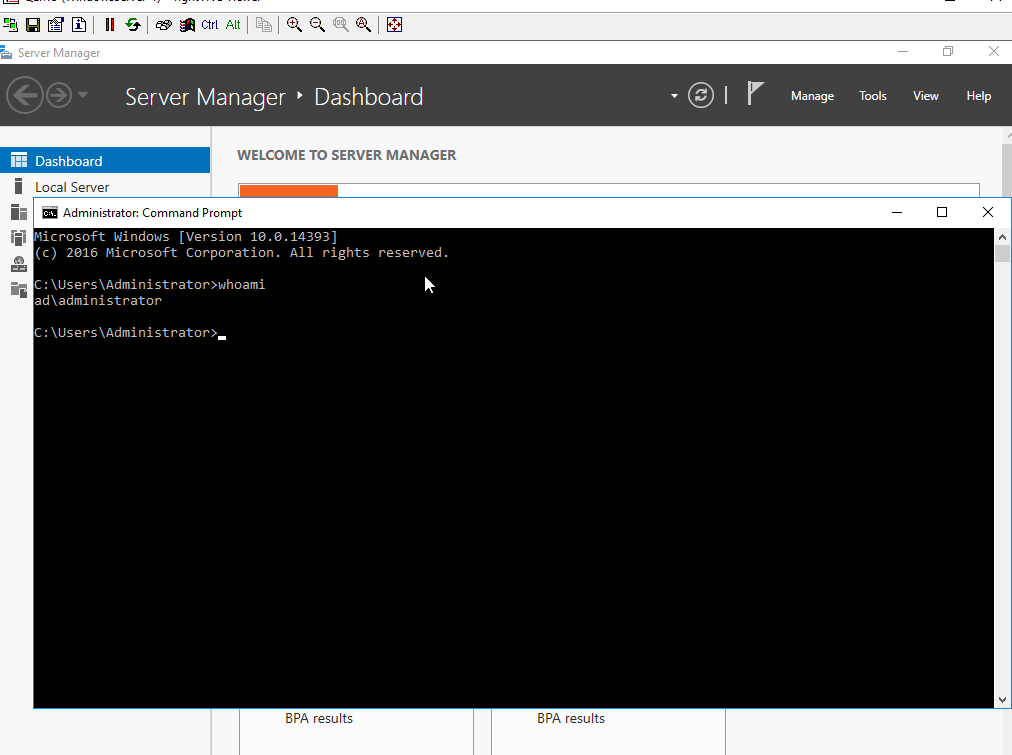 Ctrl Alt
Server Manager
Server Manager ‣ Dashboard
Manage Tools View Help
Dashboard
Local Server
WELCOME TO SERVER MANAGER
Administrator: Command Prompt
Microsoft Windows [Version 10.0.14393]
(c) 2016 Microsoft Corporation. All rights reserved.
C:\Users\Administrator>whoami
ad\administrator
C:\Users\Administrator>_
BPA results
BPA results